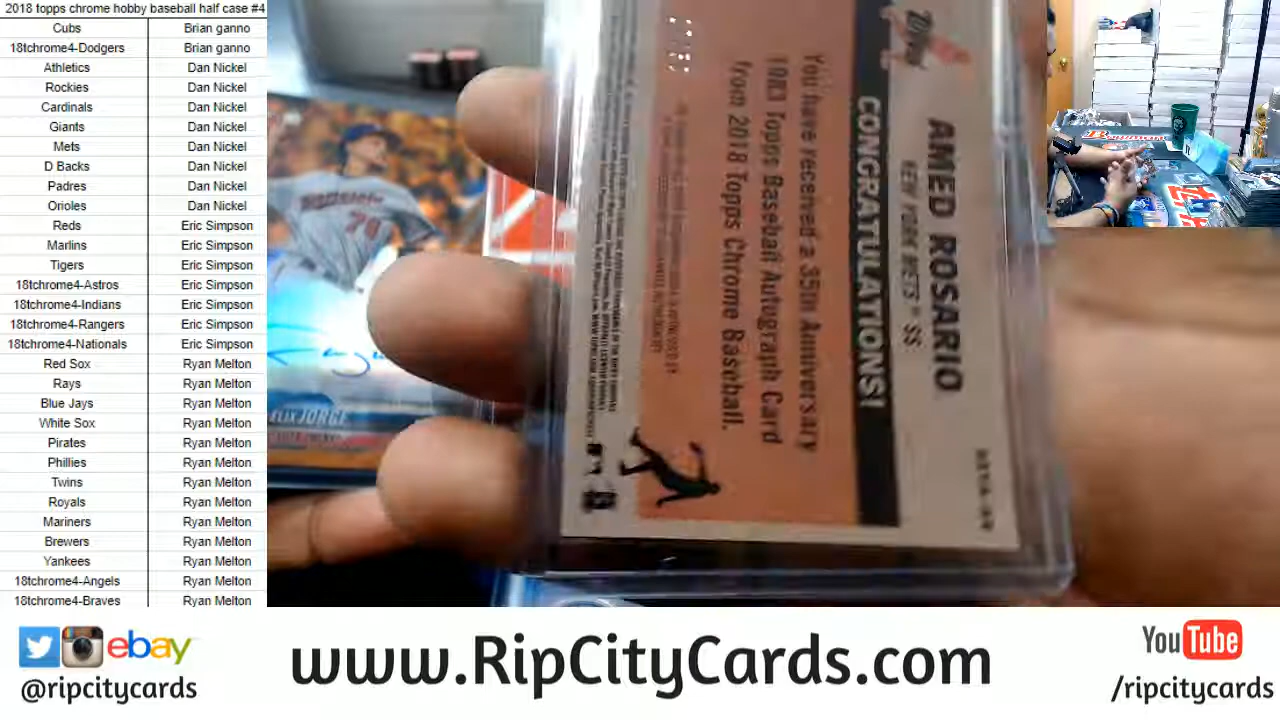 2018 topps chrome hobby baseball half case #4
Cubs Brian ganno
18tchrome4-Dodgers Brian ganno
Athletics Dan Nickel
Rockies Dan Nickel
Cardinals Dan Nickel
Giants Dan Nickel
Mets Dan Nickel
D Backs Dan Nickel
Padres Dan Nickel
Orioles Dan Nickel
Reds Eric Simpson
Marlins Eric Simpson
Tigers Eric Simpson
18tchrome4-Astros Eric Simpson
18tchrome4-Indians Eric Simpson
18tchrome4-Rangers Eric Simpson
18tchrome4-Nationals Eric Simpson
Red Sox Ryan Melton
Rays Ryan Melton
Blue Jays Ryan Melton
White Sox Ryan Melton
Pirates Ryan Melton
Phillies Ryan Melton
Twins Ryan Melton
Royals Ryan Melton
Mariners Ryan Melton
Brewers Ryan Melton
Yankees Ryan Melton
18tchrome4-Angels Ryan Melton
18tchrome4-Braves Ryan Melton
AMED ROSARIO
NEW YORK METS SS
CONGRATULATIONS!
You have received a 35th Anniversary
1983 Topps Baseball Autograph Card
from 2018 Topps Chrome Baseball.
ebay
@ripcitycards
www.RipCityCards.com
YouTube
/ripcitycards